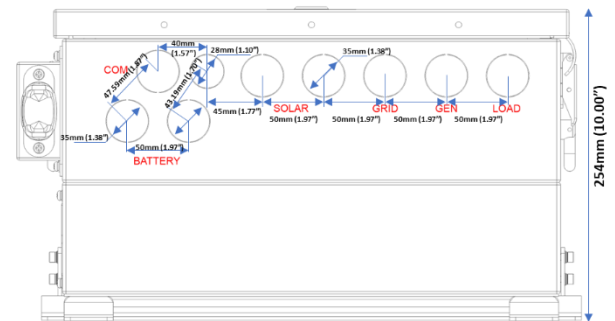 40mm
(1.57")
28mm (1.10")
35mm (1.38")
COM
47.59mm (1.87")
43.19mm (1.70")
45mm (1.77")
SOLAR
50mm (1.97")
50mm (1.97")
GRID
50mm (1.97")
GEN
50mm (1.97")
LOAD
35mm (1.38")
50mm (1.97")
BATTERY
254mm (10.00")